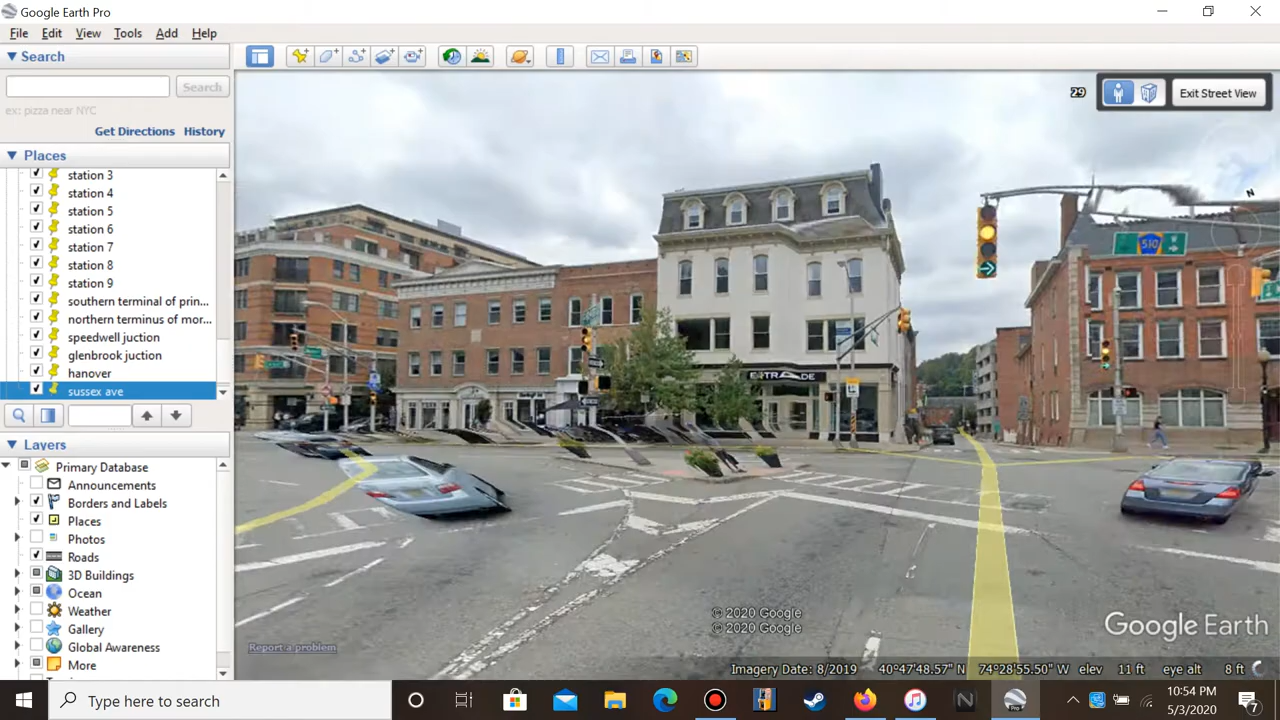 Google Earth Pro
File Edit View Tools Add Help
Search
Search
ex: pizza near NYC
Get Directions History
Places
station 3
station 4
station 5
station 6
station 7
station 8
station 9
southern terminal of prin...
northern terminus of mor...
speedwell juction
glenbrook juction
hanover
sussex ave
Layers
Primary Database
Announcements
Borders and Labels
Places
Photos
Roads
3D Buildings
Ocean
Weather
Gallery
Global Awareness
More
29
Exit Street View
N
510
© 2020 Google
© 2020 Google
Google Earth
Report a problem
Imagery Date: 8/2019 40°47'48.57" N 74°28'55.50" W elev 11 ft eye alt 8 ft
Type here to search
N
Pro
10:54 PM
5/3/2020
7